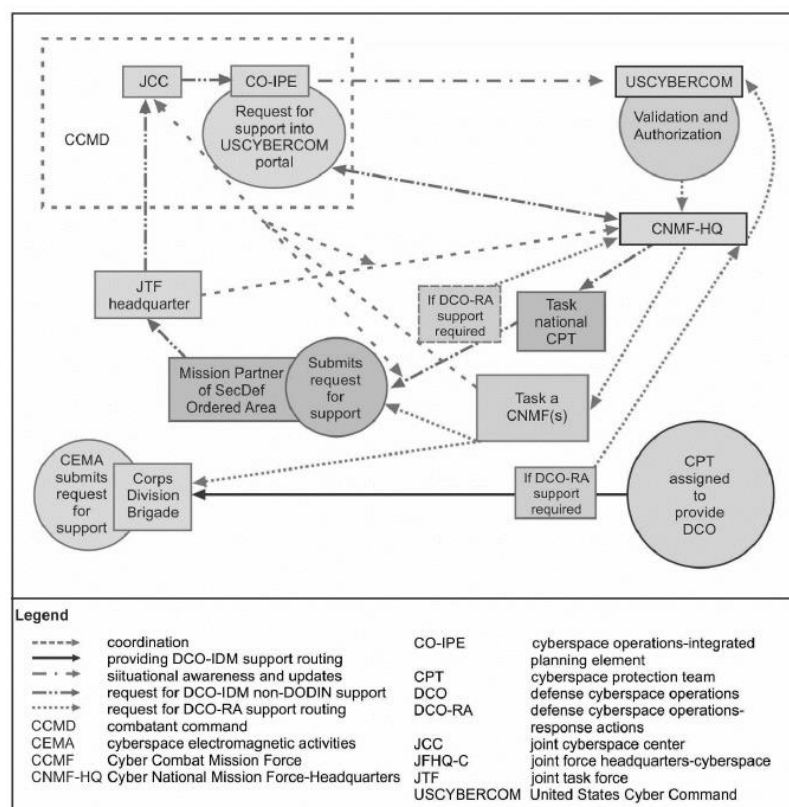 JCC
CO-IPE
USCYBERCOM
Request for
support into
USCYBERCOM
portal
Validation and
Authorization
CCMD
CNMF-HQ
JTF
headquarter
If DCO-RA
support
required
Task
national
CPT
Mission Partner
of SecDef
Ordered Area
Submits
request
for
support
Task a
CNMF(s)
CEMA
submits
request
for
support
Corps
Division
Brigade
If DCO-RA
support
required
CPT
assigned
to
provide
DCO
Legend
coordination
providing DCO-IDM support routing
siituational awareness and updates
request for DCO-IDM non-DODIN support
request for DCO-RA support routing
CCMD combatant command
CEMA cyberspace electromagnetic activities
CCMF Cyber Combat Mission Force
CNMF-HQ Cyber National Mission Force-Headquarters
CO-IPE cyberspace operations-integrated
planning element
CPT cyberspace protection team
DCO defense cyberspace operations
DCO-RA defense cyberspace operations-
response actions
JCC joint cyberspace center
JFHQ-C joint force headquarters-cyberspace
JTF joint task force
USCYBERCOM United States Cyber Command